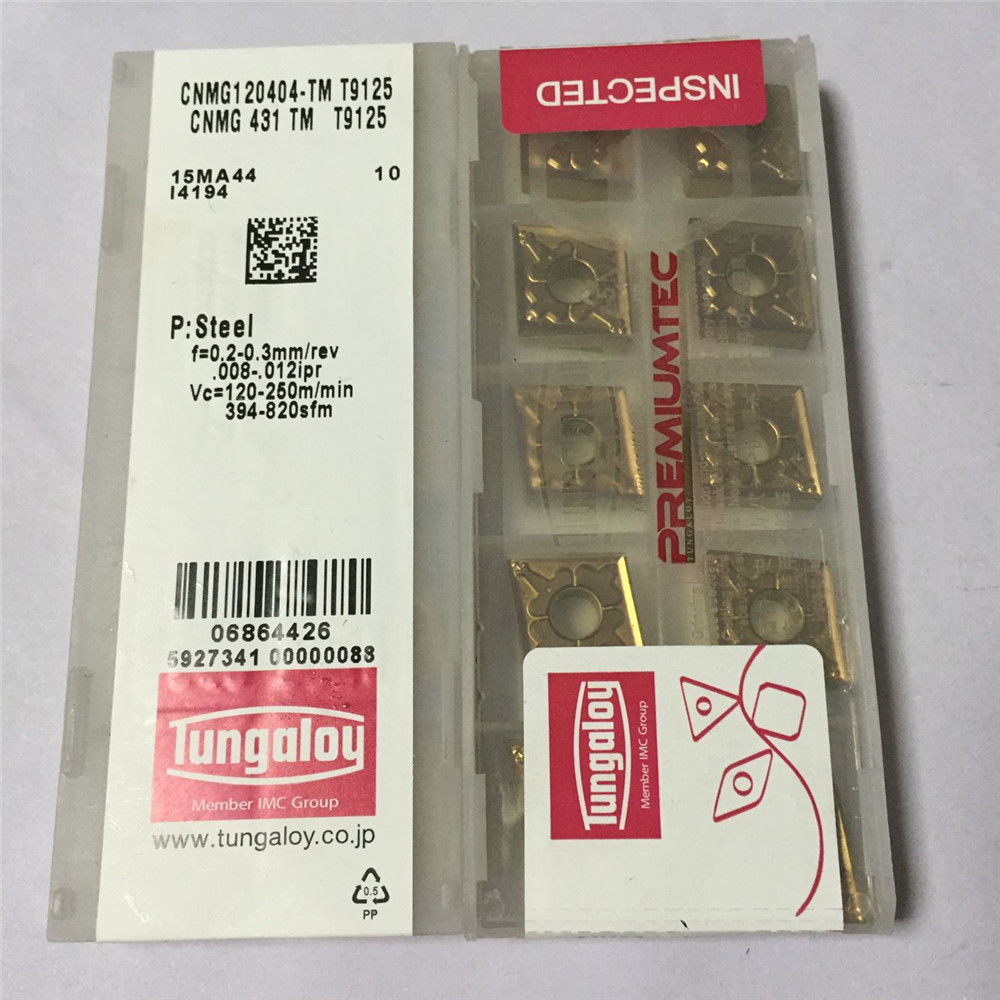 CNMG120404-TM T9125
CNMG 431 TM T9125
15MA44 10
I4194
P:Steel
f=0.2-0.3mm/rev
.008-.012ipr
Vc=120-250m/min
394-820sfm
06864426
5927341 00000088
Tungaloy
Member IMC Group
www.tungaloy.co.jp
0.5
PP
INSPECTED
PREMIUMTEC
TUNGALOY
Tungaloy
Member IMC Group